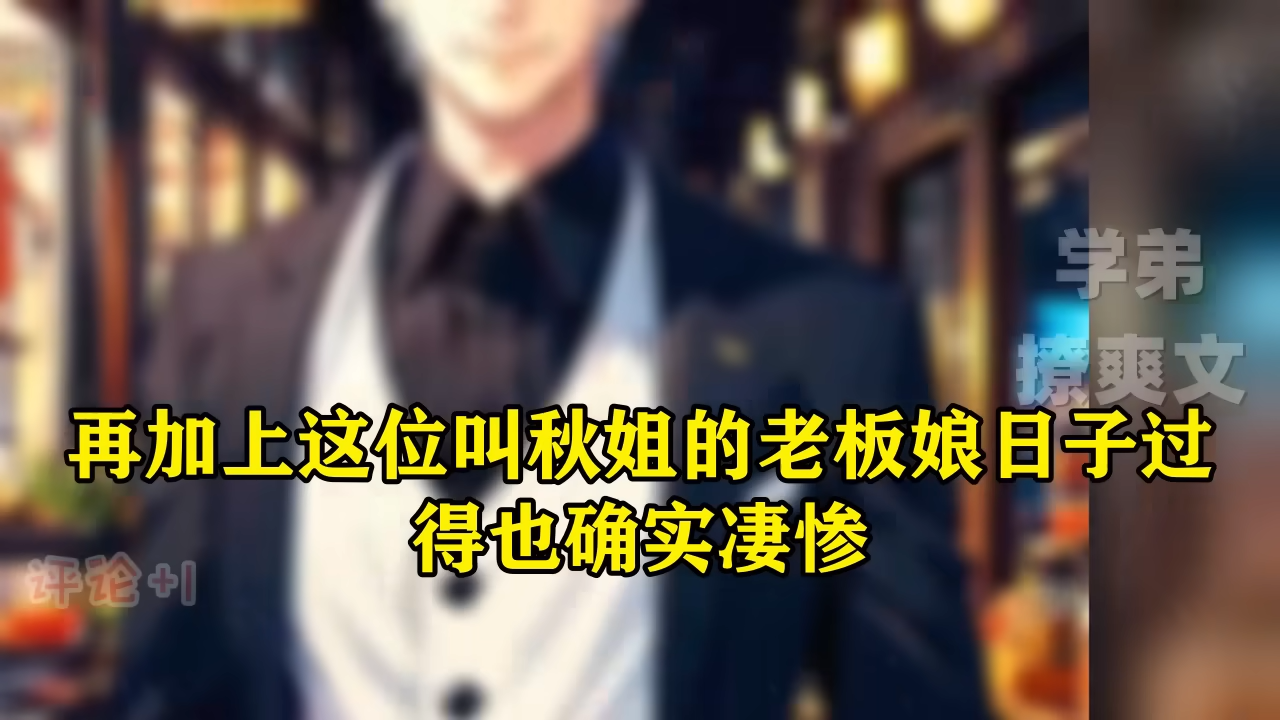 学弟
撩爽文
再加上这位叫秋姐的老板娘日子过
得也确实凄惨
评论+1